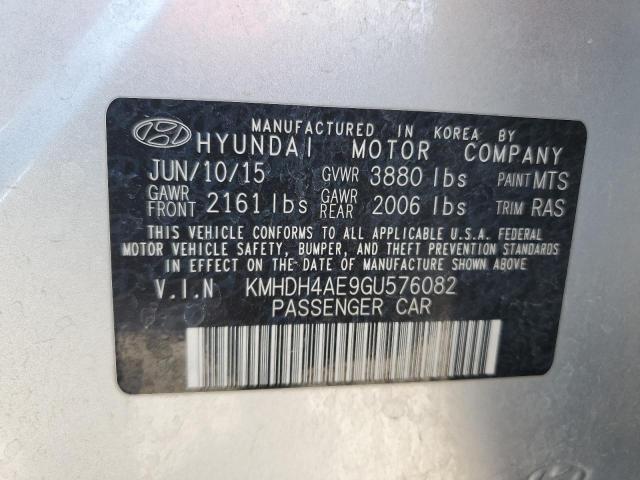 MANUFACTURED IN KOREA BY
HYUNDAI MOTOR COMPANY
JUN/10/15 GVWR 3880 lbs PAINT MTS
GAWR FRONT 2161 lbs GAWR REAR 2006 lbs TRIM RAS
THIS VEHICLE CONFORMS TO ALL APPLICABLE U.S.A. FEDERAL
MOTOR VEHICLE SAFETY, BUMPER, AND THEFT PREVENTION STANDARDS
IN EFFECT ON THE DATE OF MANUFACTURE SHOWN ABOVE
V.I.N KMHDH4AE9GU576082
PASSENGER CAR